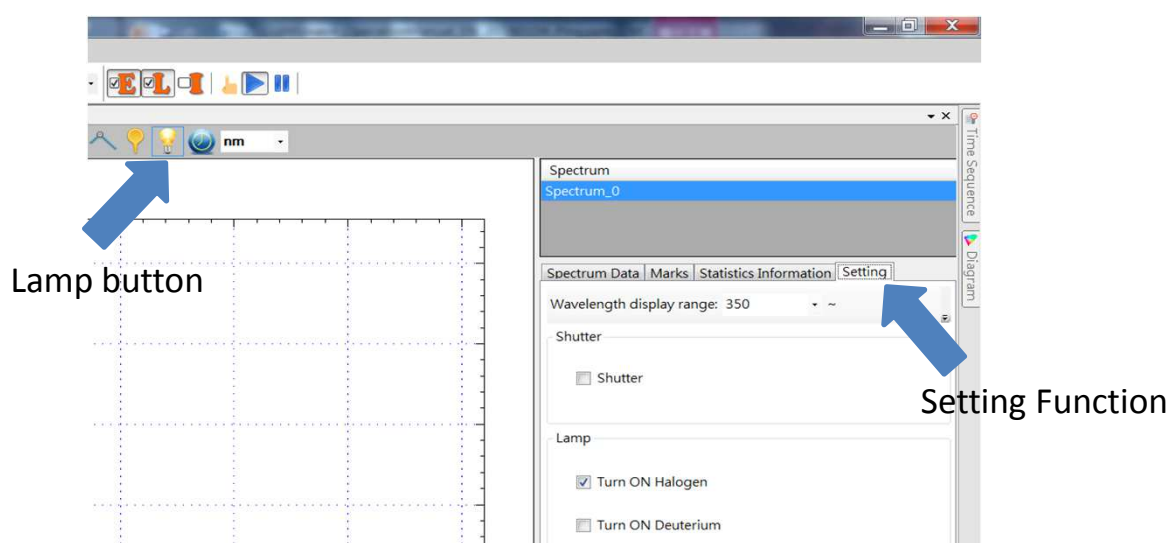 E L I
nm
Time Sequence
Spectrum
Spectrum_0
Diagram
Lamp button
Spectrum Data Marks Statistics Information Setting
Wavelength display range: 350 ~
Shutter
Shutter
Setting Function
Lamp
Turn ON Halogen
Turn ON Deuterium